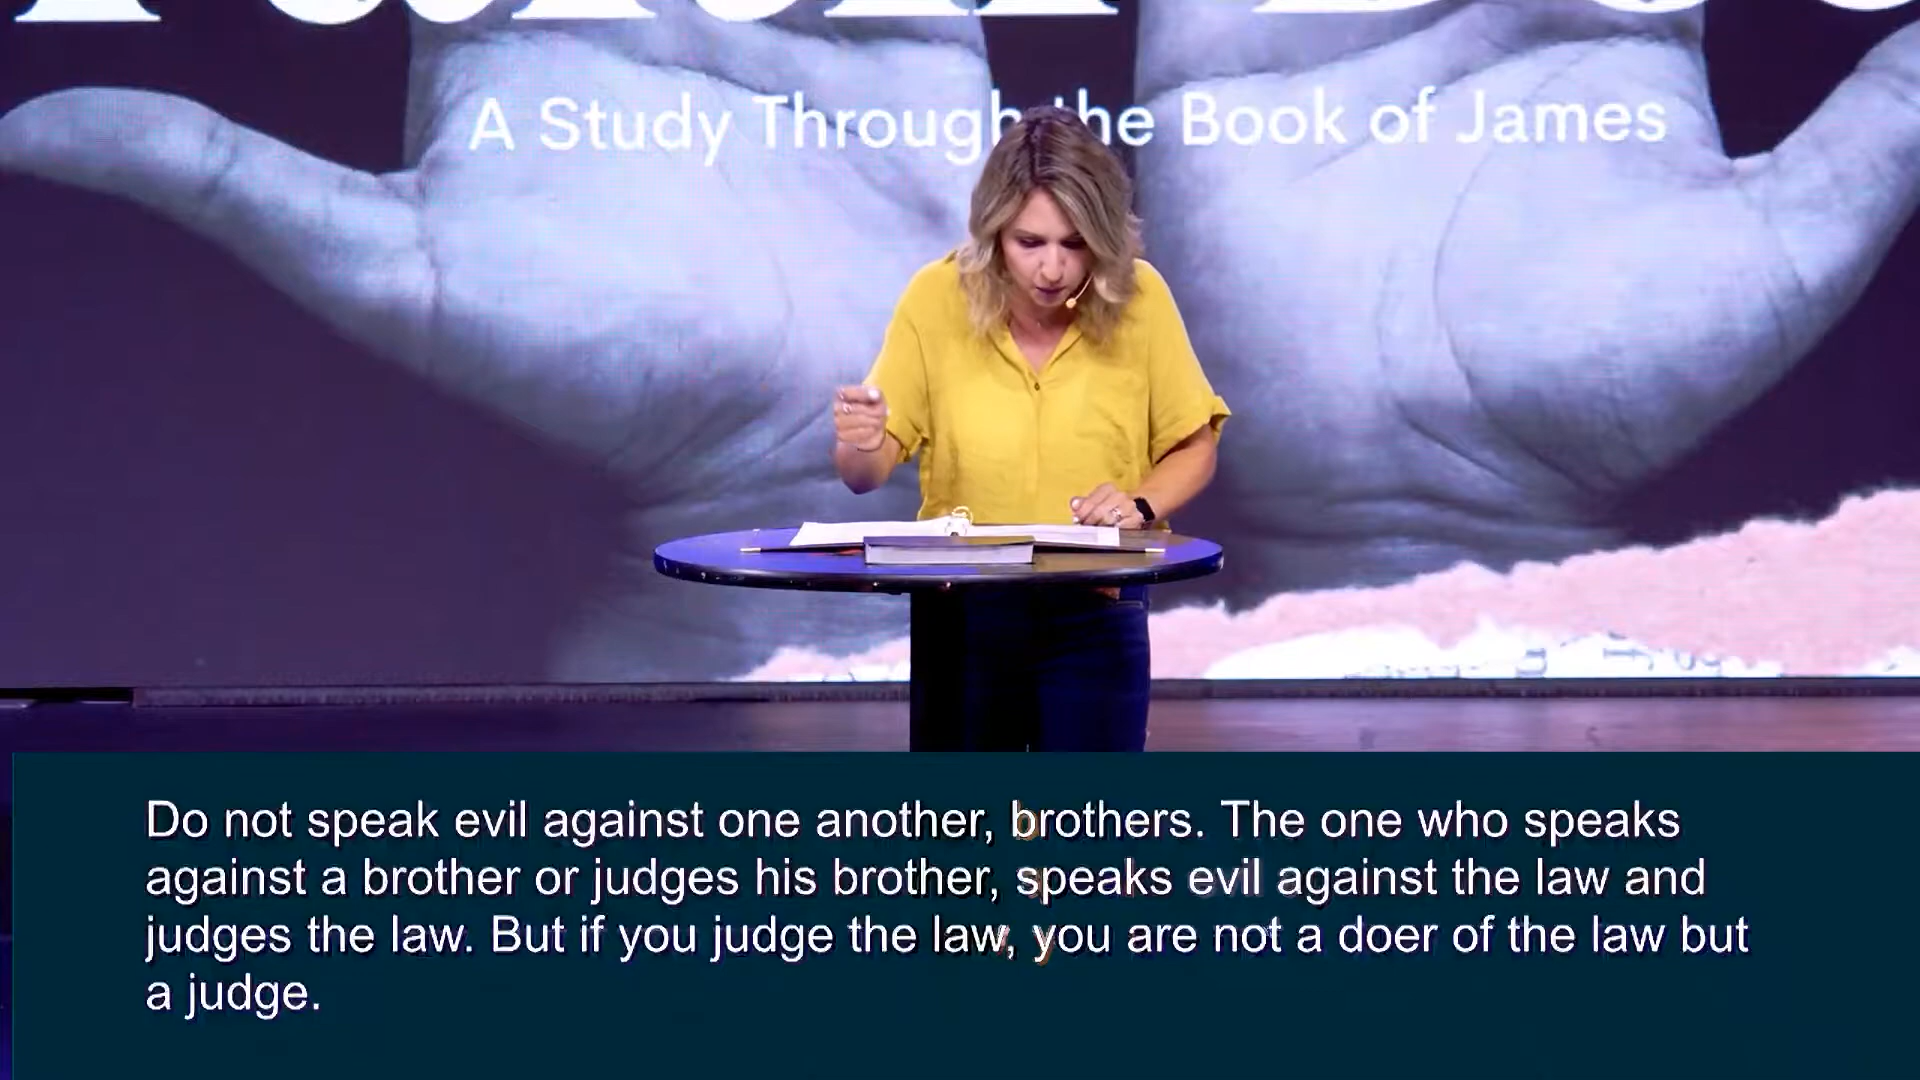 A Study Through the Book of James
Do not speak evil against one another, brothers. The one who speaks
against a brother or judges his brother, speaks evil against the law and
judges the law. But if you judge the law, you are not a doer of the law but
a judge.